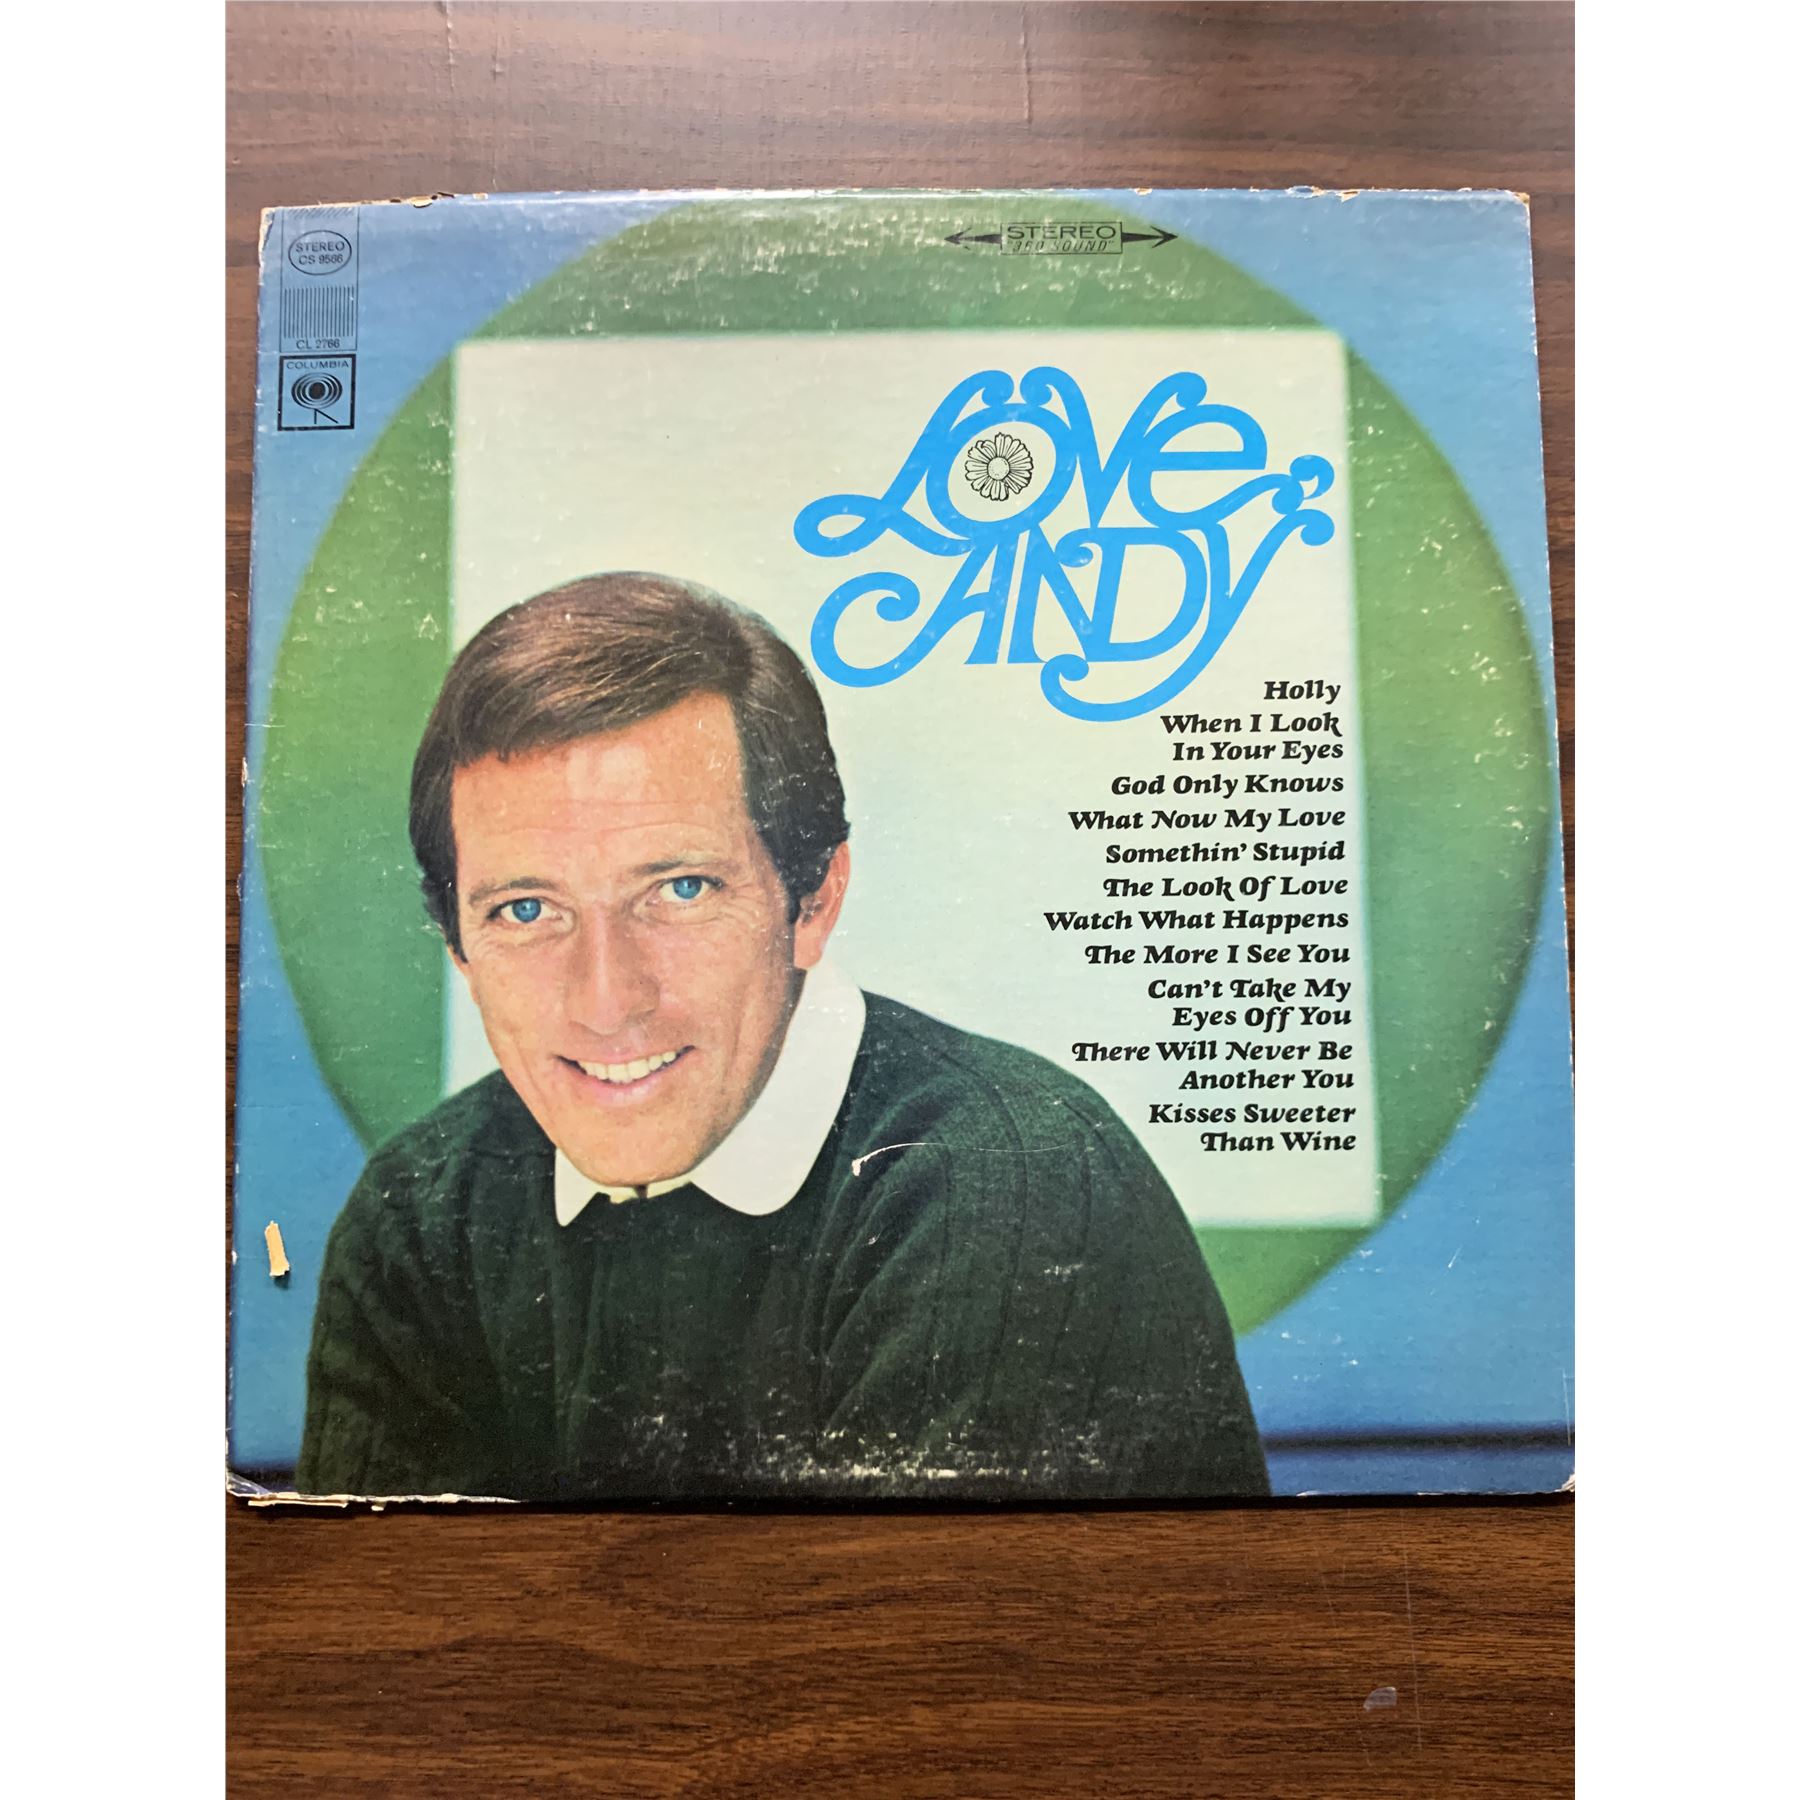 STEREO
CS 9566
CL 2766
COLUMBIA
STEREO
"360 SOUND"
LOVE,
ANDY
Holly
When I Look
In Your Eyes
God Only Knows
What Now My Love
Somethin' Stupid
The Look Of Love
Watch What Happens
The More I See You
Can't Take My
Eyes Off You
There Will Never Be
Another You
Kisses Sweeter
Than Wine